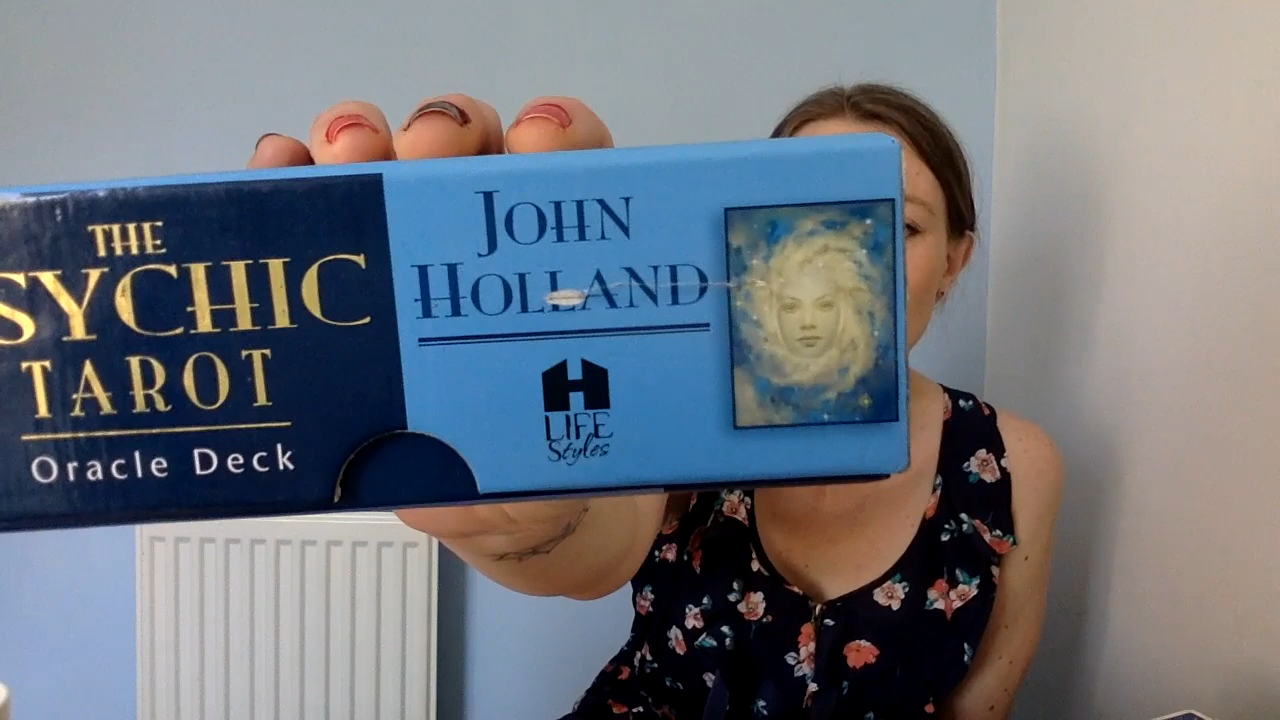 THE
SYCHIC
TAROT
Oracle Deck
JOHN
HOLLAND
H
LIFE
Styles